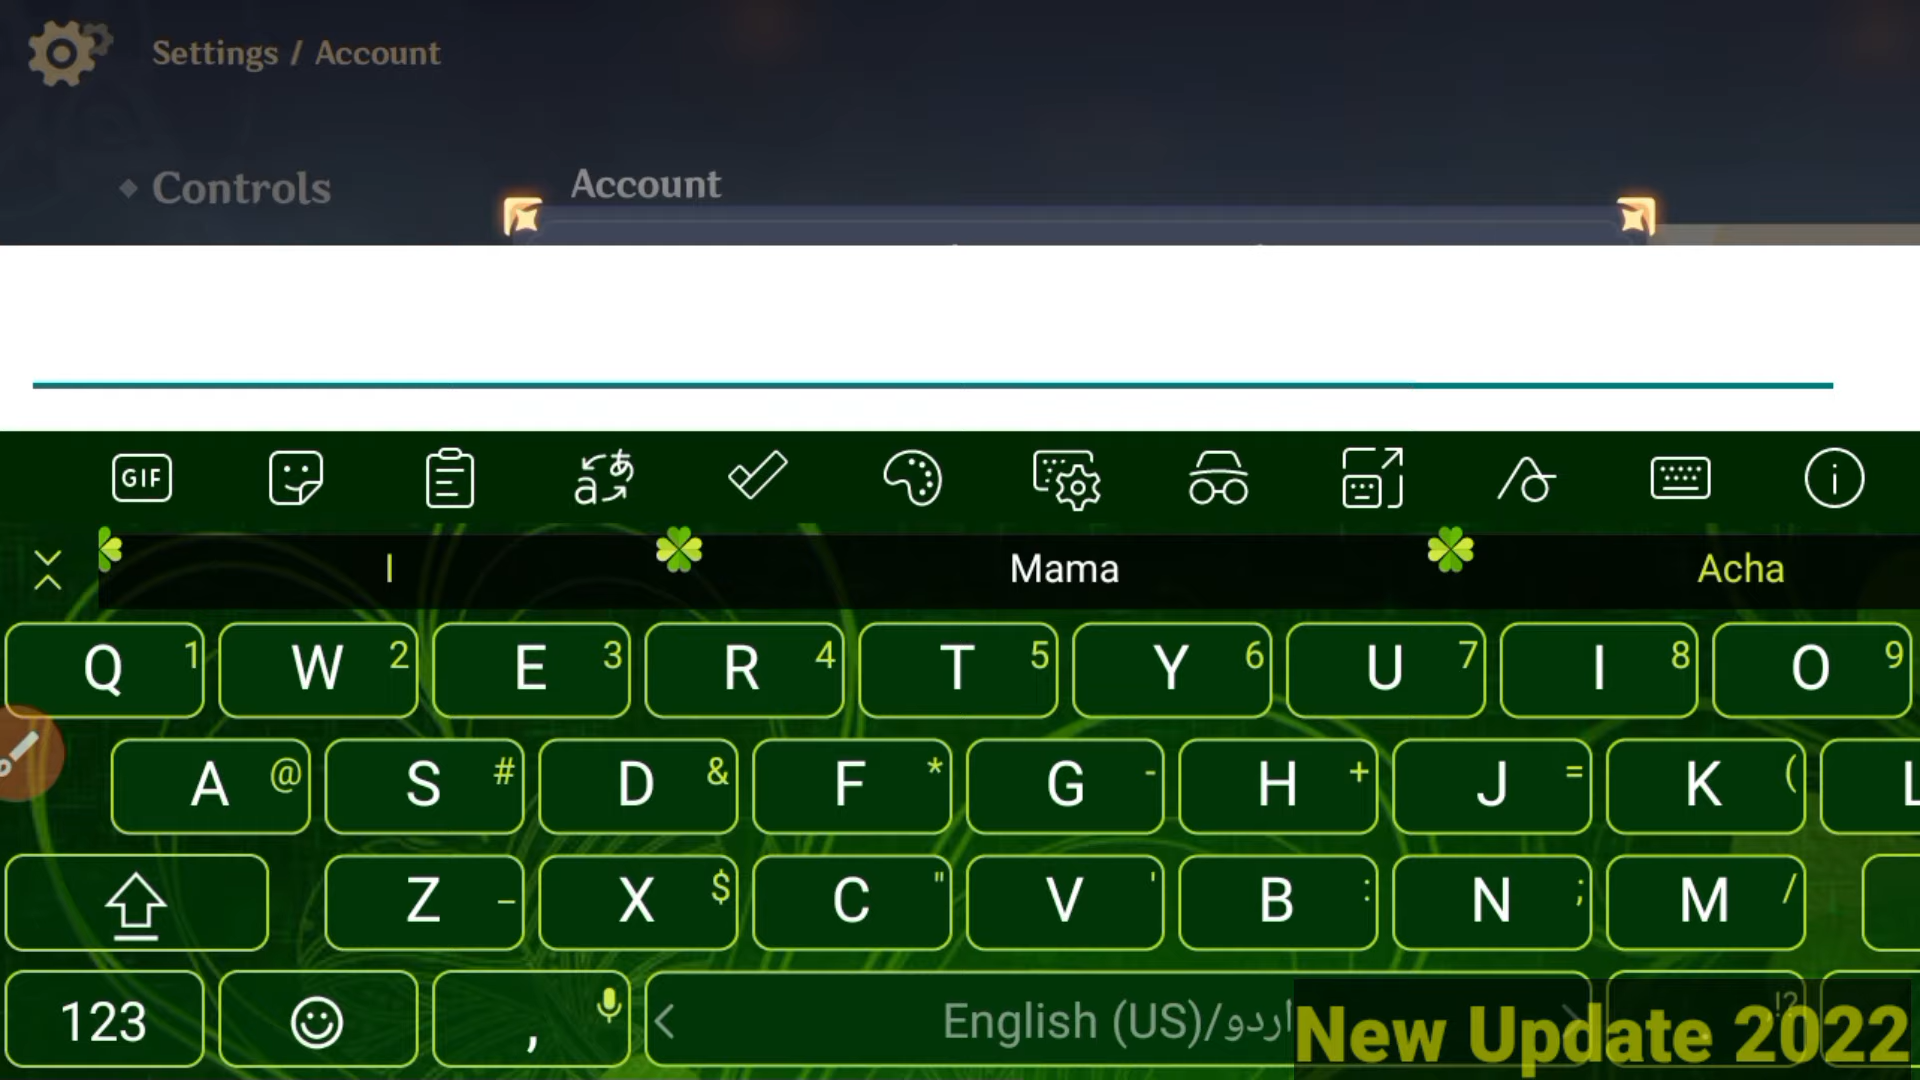 Settings / Account
Controls
Account
GIF
I Mama Acha
Q 1 W 2 E 3 R 4 T 5 Y 6 U 7 I 8 O 9
A @ S # D & F * G - H + J = K ( L
Z _ X $ C " V ' B : N ; M /
123 , < English (US)/اردو . !?
New Update 2022